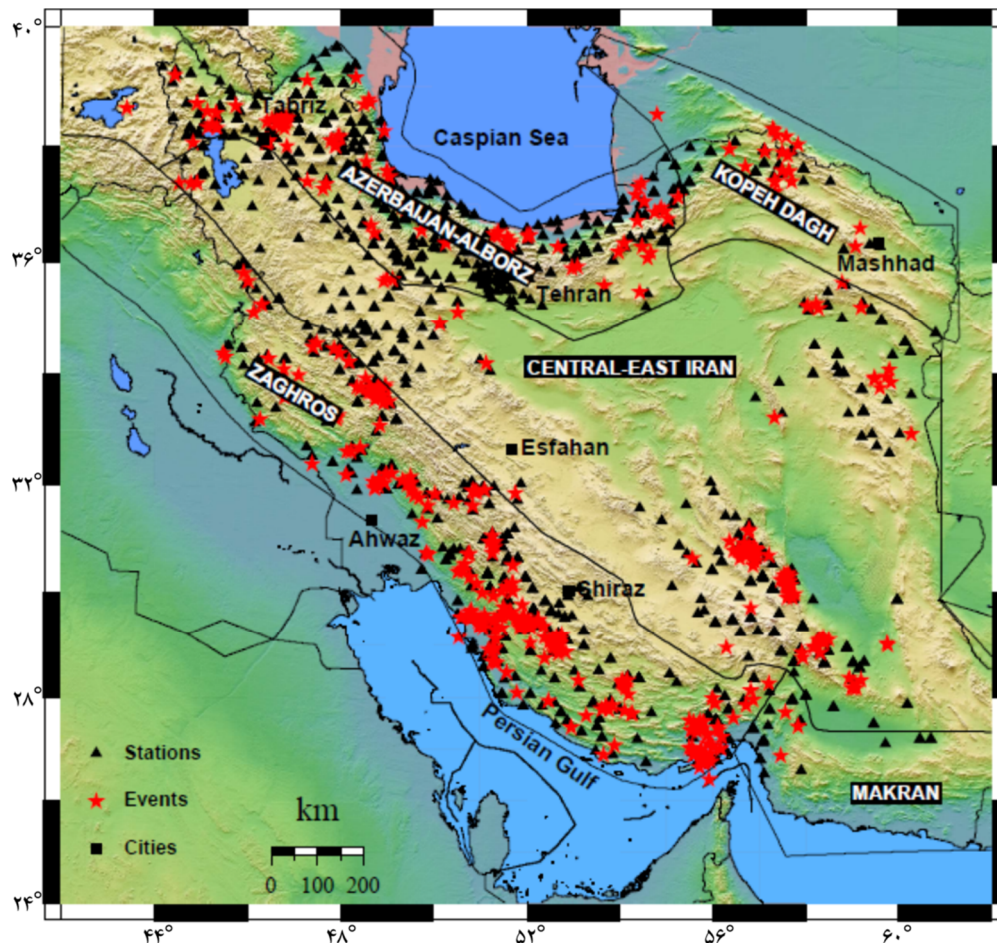 ۴۰°
Tabriz
Caspian Sea
AZERBAIJAN-ALBORZ
KOPEH DAGH
۳۶°
Mashhad
Tehran
CENTRAL-EAST IRAN
ZAGHROS
Esfahan
۳۲°
Ahwaz
Shiraz
۲۸°
Persian Gulf
Stations
Events
km
MAKRAN
Cities
0 100 200
۲۴°
۴۴° ۴۸° ۵۲° ۵۶° ۶۰°